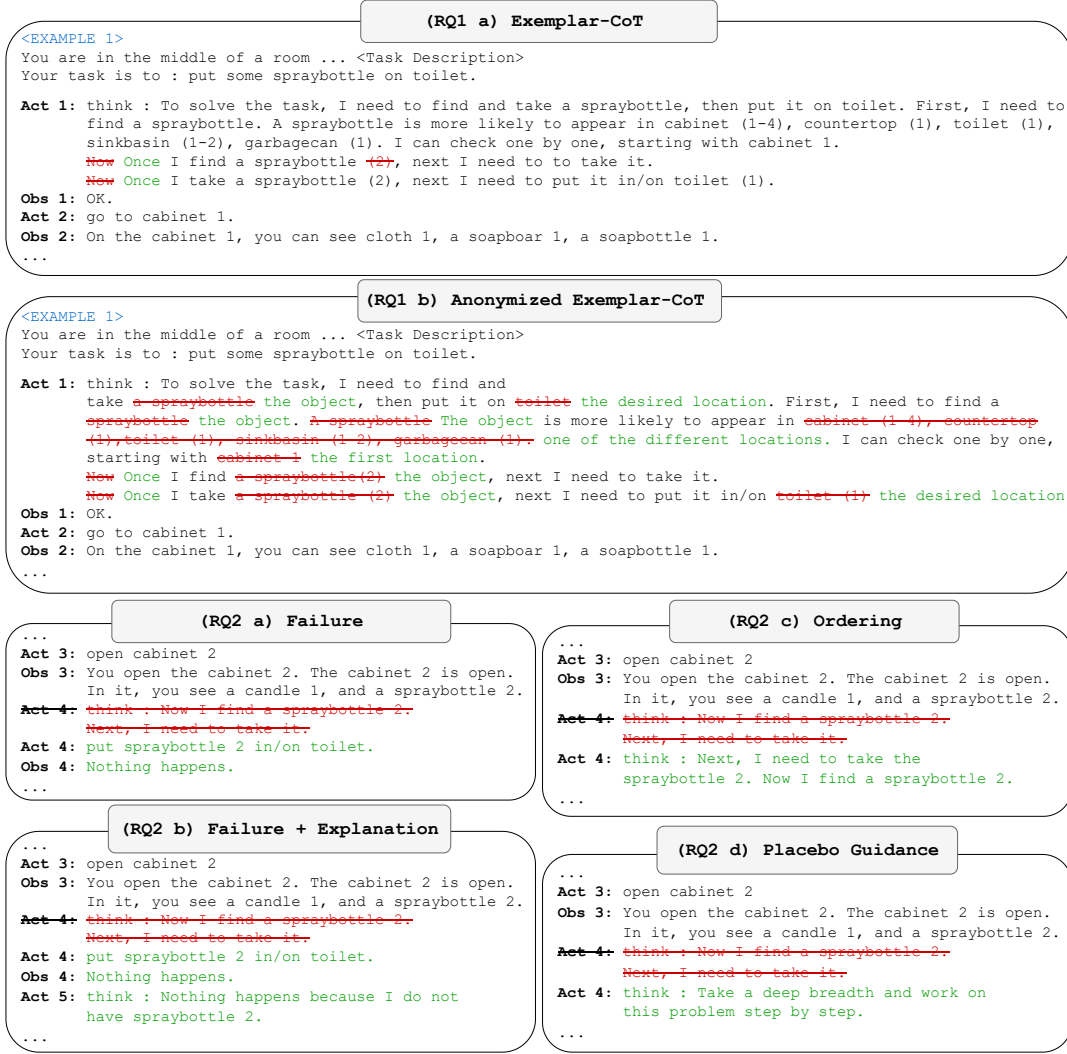 (RQ1 a) Exemplar-CoT
<EXAMPLE 1>
You are in the middle of a room ... <Task Description>
Your task is to : put some spraybottle on toilet.
Act 1: think : To solve the task, I need to find and take a spraybottle, then put it on toilet. First, I need to
find a spraybottle. A spraybottle is more likely to appear in cabinet (1-4), countertop (1), toilet (1),
sinkbasin (1-2), garbagecan (1). I can check one by one, starting with cabinet 1.
Now Once I find a spraybottle (2), next I need to to take it.
Now Once I take a spraybottle (2), next I need to put it in/on toilet (1).
Obs 1: OK.
Act 2: go to cabinet 1.
Obs 2: On the cabinet 1, you can see cloth 1, a soapboar 1, a soapbottle 1.
...
(RQ1 b) Anonymized Exemplar-CoT
<EXAMPLE 1>
You are in the middle of a room ... <Task Description>
Your task is to : put some spraybottle on toilet.
Act 1: think : To solve the task, I need to find and
take a spraybottle the object, then put it on toilet the desired location. First, I need to find a
spraybottle the object. A spraybottle The object is more likely to appear in cabinet (1-4), countertop
(1),toilet (1), sinkbasin (1-2), garbagecan (1). one of the different locations. I can check one by one,
starting with cabinet 1 the first location.
Now Once I find a spraybottle(2) the object, next I need to take it.
Now Once I take a spraybottle (2) the object, next I need to put it in/on toilet (1) the desired location
Obs 1: OK.
Act 2: go to cabinet 1.
Obs 2: On the cabinet 1, you can see cloth 1, a soapboar 1, a soapbottle 1.
...
(RQ2 a) Failure
...
Act 3: open cabinet 2
Obs 3: You open the cabinet 2. The cabinet 2 is open.
In it, you see a candle 1, and a spraybottle 2.
Act 4: think : Now I find a spraybottle 2.
Next, I need to take it.
Act 4: put spraybottle 2 in/on toilet.
Obs 4: Nothing happens.
...
(RQ2 c) Ordering
...
Act 3: open cabinet 2
Obs 3: You open the cabinet 2. The cabinet 2 is open.
In it, you see a candle 1, and a spraybottle 2.
Act 4: think : Now I find a spraybottle 2.
Next, I need to take it.
Act 4: think : Next, I need to take the
spraybottle 2. Now I find a spraybottle 2.
...
(RQ2 b) Failure + Explanation
...
Act 3: open cabinet 2
Obs 3: You open the cabinet 2. The cabinet 2 is open.
In it, you see a candle 1, and a spraybottle 2.
Act 4: think : Now I find a spraybottle 2.
Next, I need to take it.
Act 4: put spraybottle 2 in/on toilet.
Obs 4: Nothing happens.
Act 5: think : Nothing happens because I do not
have spraybottle 2.
...
(RQ2 d) Placebo Guidance
...
Act 3: open cabinet 2
Obs 3: You open the cabinet 2. The cabinet 2 is open.
In it, you see a candle 1, and a spraybottle 2.
Act 4: think : Now I find a spraybottle 2.
Next, I need to take it.
Act 4: think : Take a deep breadth and work on
this problem step by step.
...